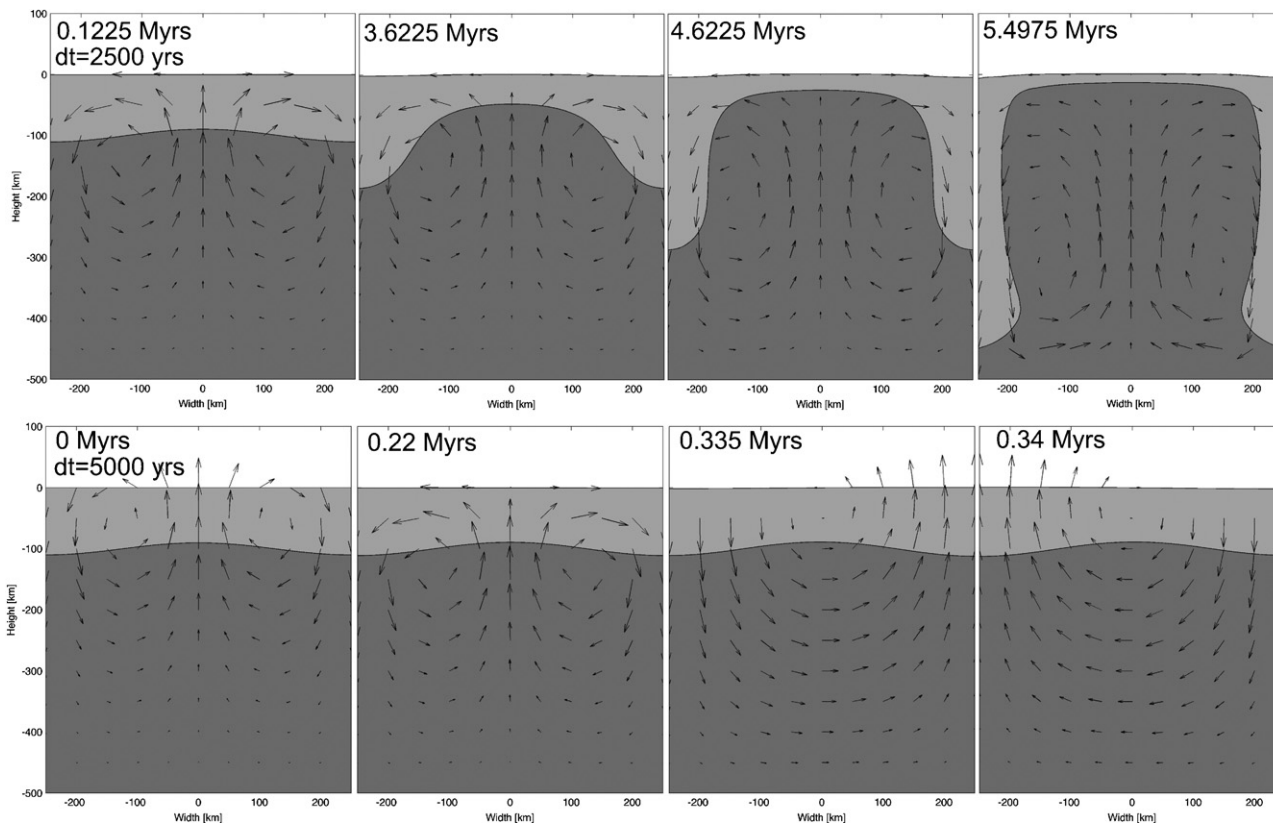 0.1225 Myrs
dt=2500 yrs
3.6225 Myrs
4.6225 Myrs
5.4975 Myrs
100
0
-100
-200
-300
-400
-500
Height [km]
-200 -100 0 100 200
-200 -100 0 100 200
-200 -100 0 100 200
-200 -100 0 100 200
Width [km]
Width [km]
Width [km]
Width [km]
0 Myrs
dt=5000 yrs
0.22 Myrs
0.335 Myrs
0.34 Myrs
100
0
-100
-200
-300
-400
-500
Height [km]
-200 -100 0 100 200
-200 -100 0 100 200
-200 -100 0 100 200
-200 -100 0 100 200
Width [km]
Width [km]
Width [km]
Width [km]